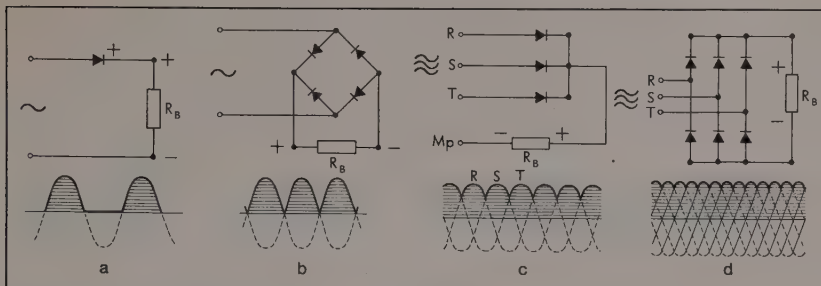 + +
R_B
-
+ R_B -
R
S
T
Mp - R_B +
R S T
R
S
T
+
R_B
-
a b c d